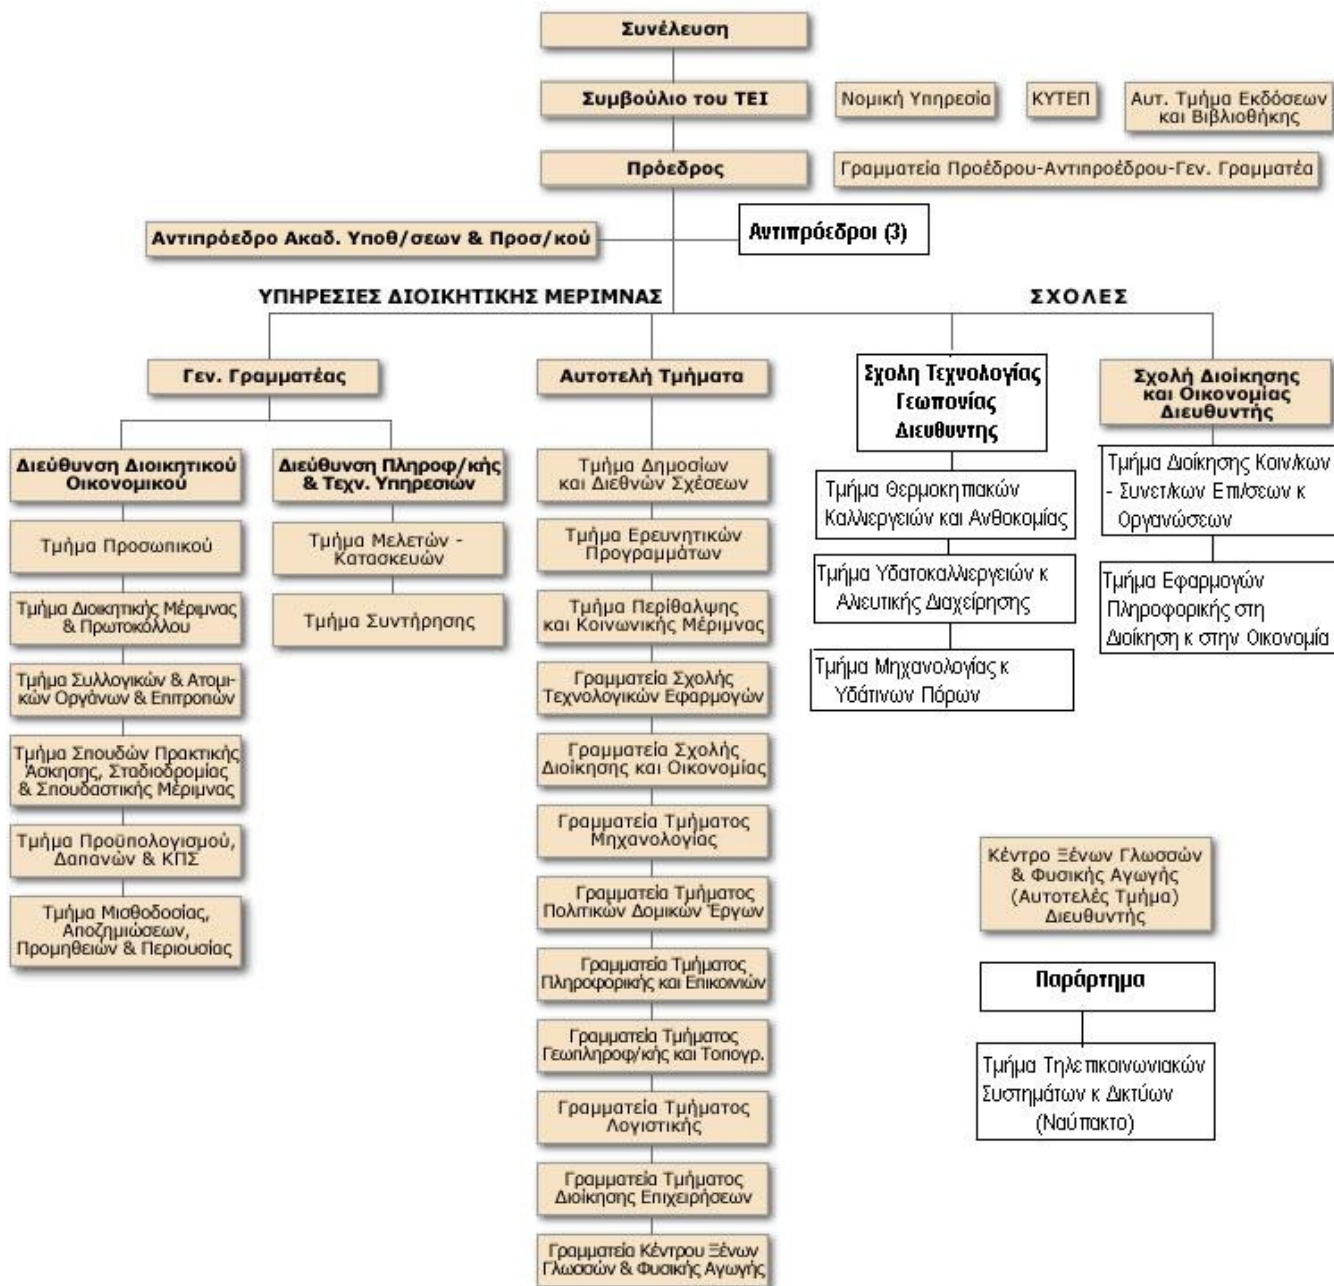 Συνέλευση
Συμβούλιο του ΤΕΙ
Νομική Υπηρεσία
ΚΥΤΕΠ
Αυτ. Τμήμα Εκδόσεων
και Βιβλιοθήκης
Πρόεδρος
Γραμματεία Προέδρου-Αντιπροέδρου-Γεν. Γραμματέα
Αντιπρόεδρο Ακαδ. Υποθ/σεων & Προσ/κού
Αντιπρόεδροι (3)
ΥΠΗΡΕΣΙΕΣ ΔΙΟΙΚΗΤΙΚΗΣ ΜΕΡΙΜΝΑΣ
ΣΧΟΛΕΣ
Γεν. Γραμματέας
Διεύθυνση Διοικητικού
Οικονομικού
Τμήμα Προσωπικού
Τμήμα Διοικητικής Μέριμνας
& Πρωτοκόλλου
Τμήμα Συλλογικών & Ατομι-
κών Οργάνων & Επιτροπών
Τμήμα Σπουδών Πρακτικής
Άσκησης, Σταδιοδρομίας
& Σπουδαστικής Μέριμνας
Τμήμα Προϋπολογισμού,
Δαπανών & ΚΠΣ
Τμήμα Μισθοδοσίας,
Αποζημιώσεων,
Προμηθειών & Περιουσίας
Διεύθυνση Πληροφ/κής
& Τεχν. Υπηρεσιών
Τμήμα Μελετών -
Κατασκευών
Τμήμα Συντήρησης
Αυτοτελή Τμήματα
Τμήμα Δημοσίων
και Διεθνών Σχέσεων
Τμήμα Ερευνητικών
Προγραμμάτων
Τμήμα Περίθαλψης
και Κοινωνικής Μέριμνας
Γραμματεία Σχολής
Τεχνολογικών Εφαρμογών
Γραμματεία Σχολής
Διοίκησης και Οικονομίας
Γραμματεία Τμήματος
Μηχανολογίας
Γραμματεία Τμήματος
Πολιτικών Δομικών Έργων
Γραμματεία Τμήματος
Πληροφορικής και Επικοινιών
Γραμματεία Τμήματος
Γεωπληροφ/κής και Τοπογρ.
Γραμματεία Τμήματος
Λογιστικής
Γραμματεία Τμήματος
Διοίκησης Επιχειρήσεων
Γραμματεία Κέντρου Ξένων
Γλωσσών & Φυσικής Αγωγής
Σχολη Τεχνολογίας
Γεωπονίας
Διευθυντης
Τμήμα Θερμοκηπιακών
Καλλιεργειών και Ανθοκομίας
Τμήμα Υδατοκαλλιεργειών κ
Αλιευτικής Διαχείρησης
Τμήμα Μηχανολογίας κ
Υδάτινων Πόρων
Σχολή Διοίκησης
και Οικονομίας
Διευθυντής
Τμήμα Διοίκησης Κοιν/κων
- Συνετ/κων Επι/σεων κ
Οργανώσεων
Τμήμα Εφαρμογών
Πληροφορικής στη
Διοίκηση κ στην Οικονομία
Κέντρο Ξένων Γλωσσών
& Φυσικής Αγωγής
(Αυτοτελές Τμήμα)
Διευθυντής
Παράρτημα
Τμήμα Τηλεπικοινωνιακών
Συστημάτων κ Δικτύων
(Ναύπακτο)